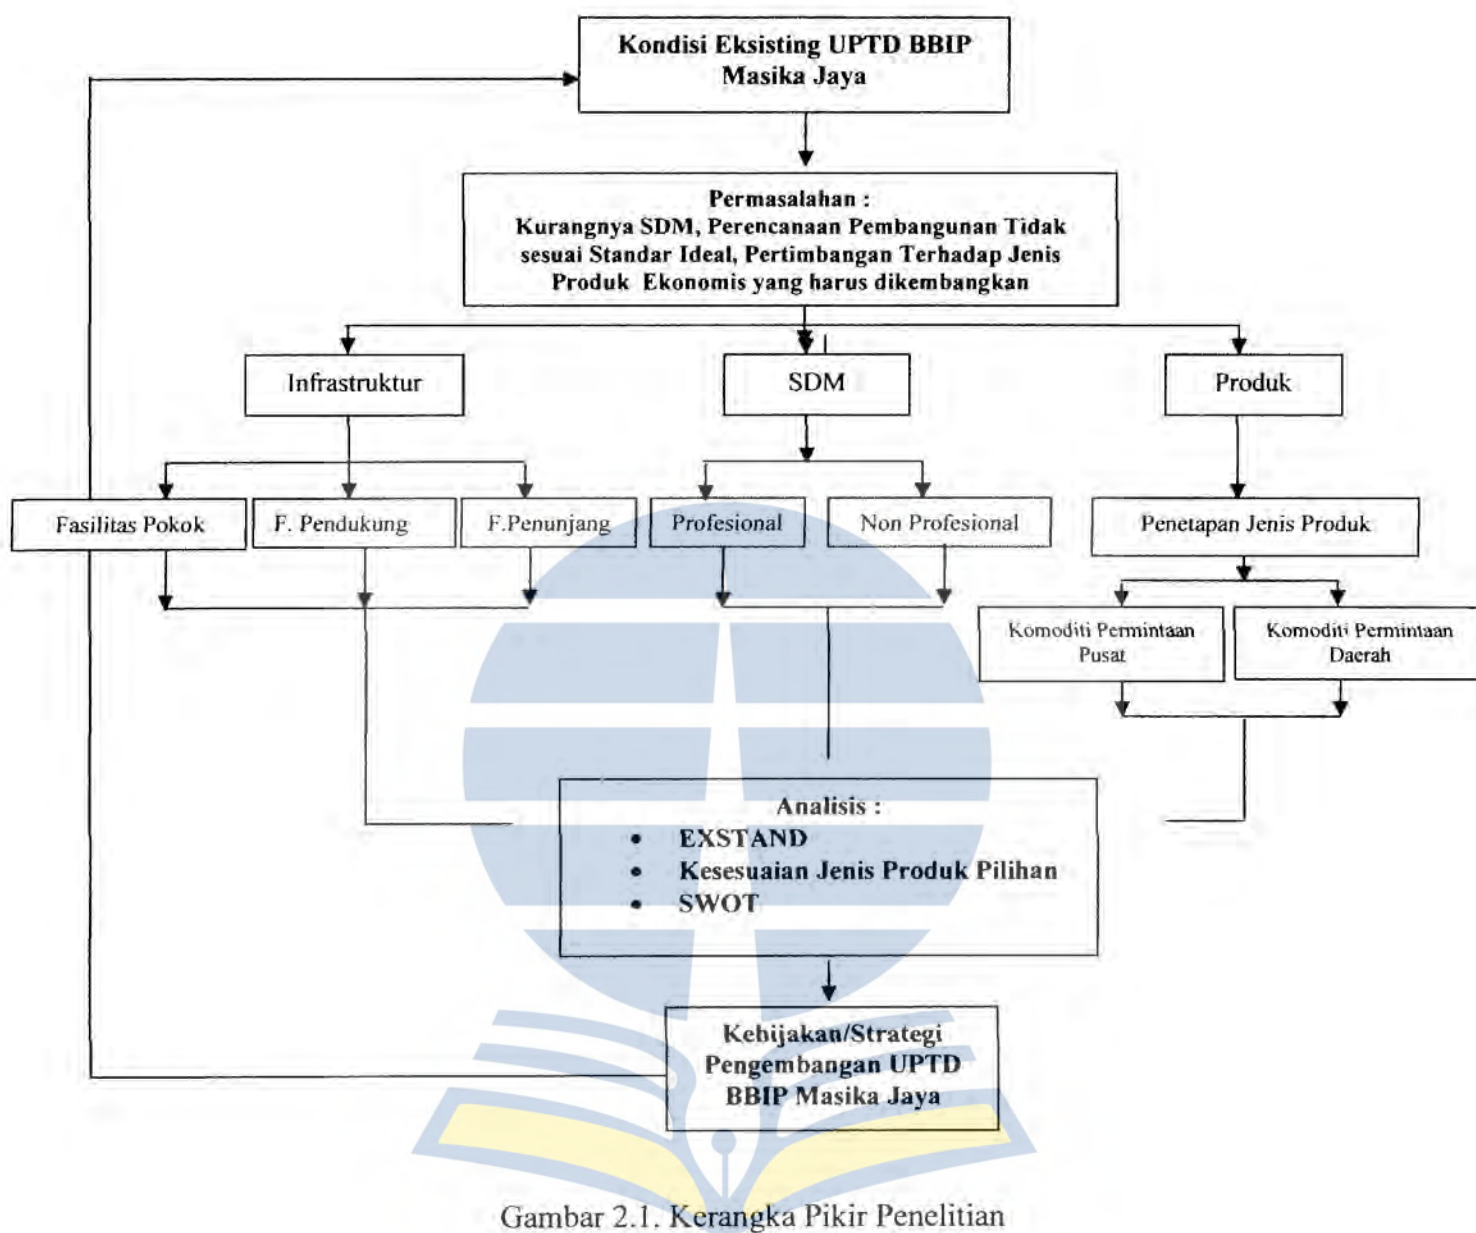 Kondisi Eksisting UPTD BBIP
Masika Jaya
Permasalahan :
Kurangnya SDM, Perencanaan Pembangunan Tidak
sesuai Standar Ideal, Pertimbangan Terhadap Jenis
Produk Ekonomis yang harus dikembangkan
Infrastruktur
SDM
Produk
Fasilitas Pokok
F. Pendukung
F.Penunjang
Profesional
Non Profesional
Penetapan Jenis Produk
Komoditi Permintaan
Pusat
Komoditi Permintaan
Daerah
Analisis :
• EXSTAND
• Kesesuaian Jenis Produk Pilihan
• SWOT
Kebijakan/Strategi
Pengembangan UPTD
BBIP Masika Jaya
Gambar 2.1. Kerangka Pikir Penelitian